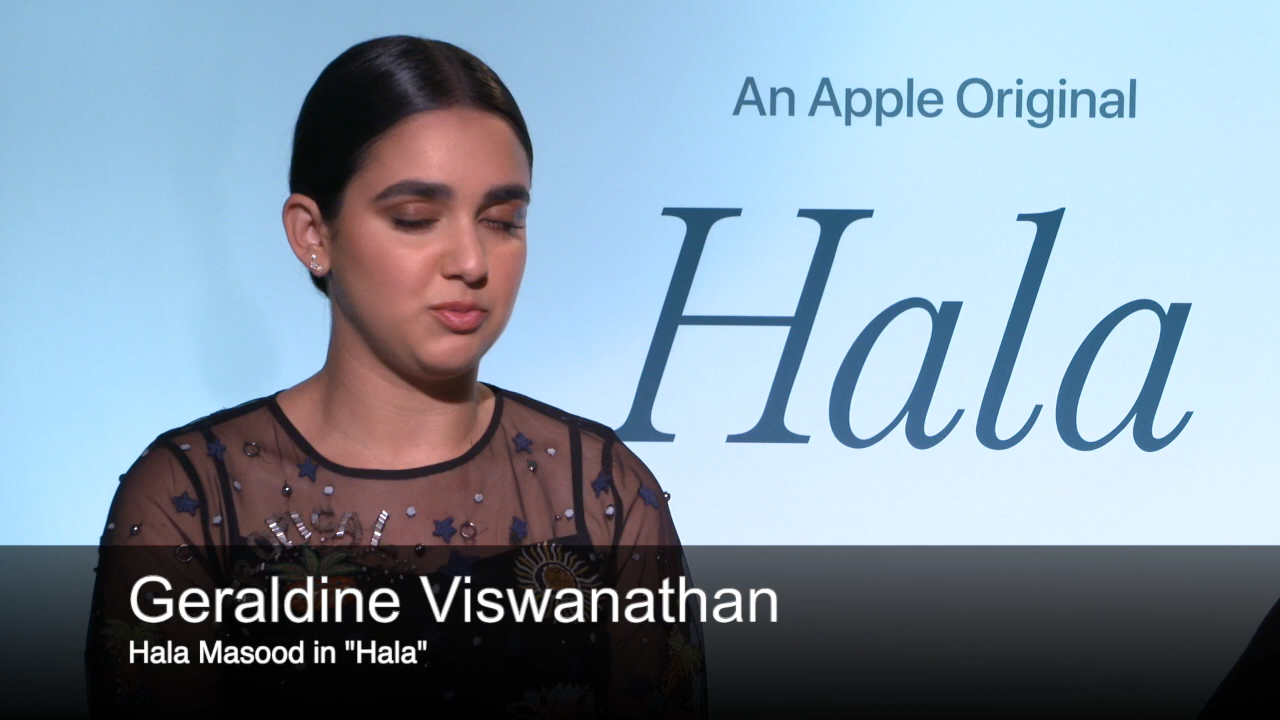 An Apple Original
Hala
Geraldine Viswanathan
Hala Masood in "Hala"